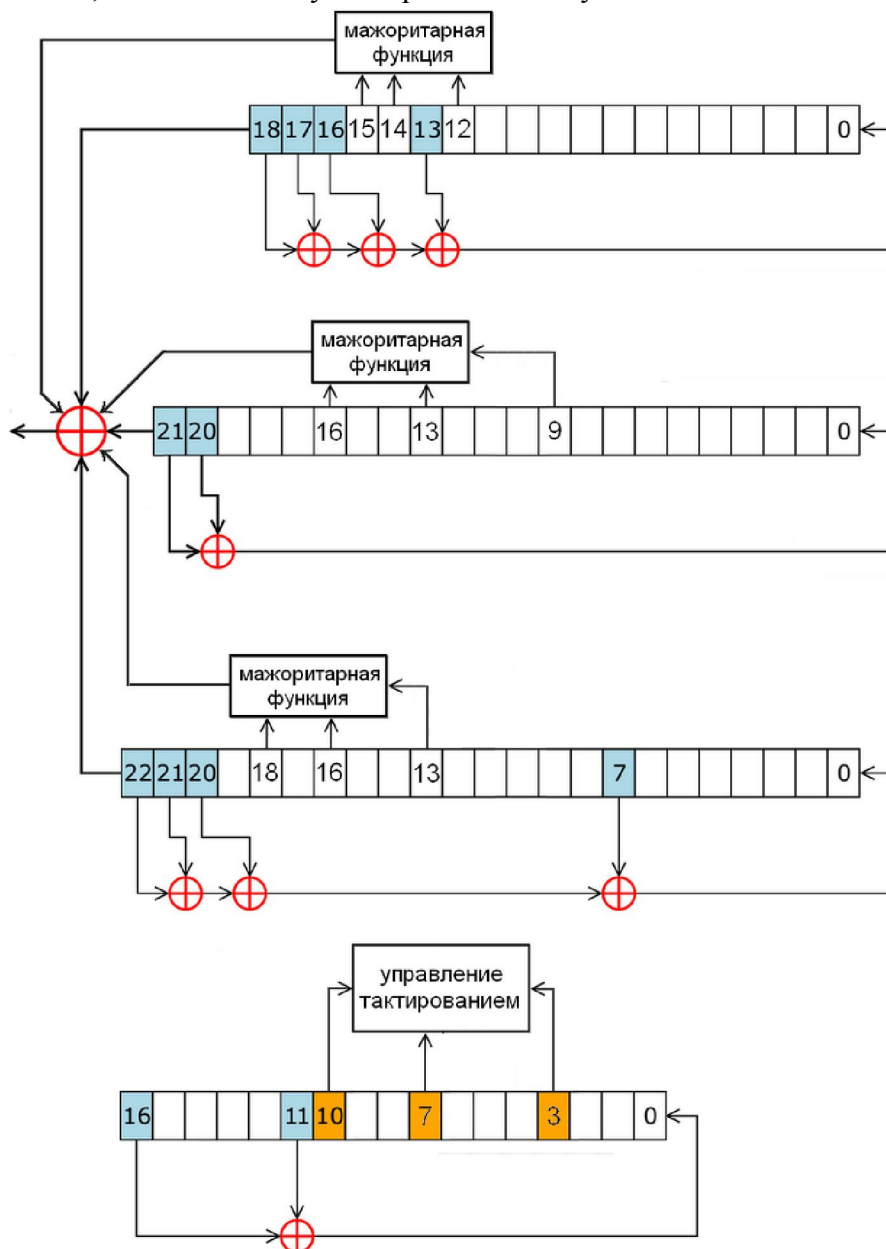 мажоритарная
функция
18 17 16 15 14 13 12 0
мажоритарная
функция
21 20 16 13 9 0
мажоритарная
функция
22 21 20 18 16 13 7 0
управление
тактированием
16 11 10 7 3 0